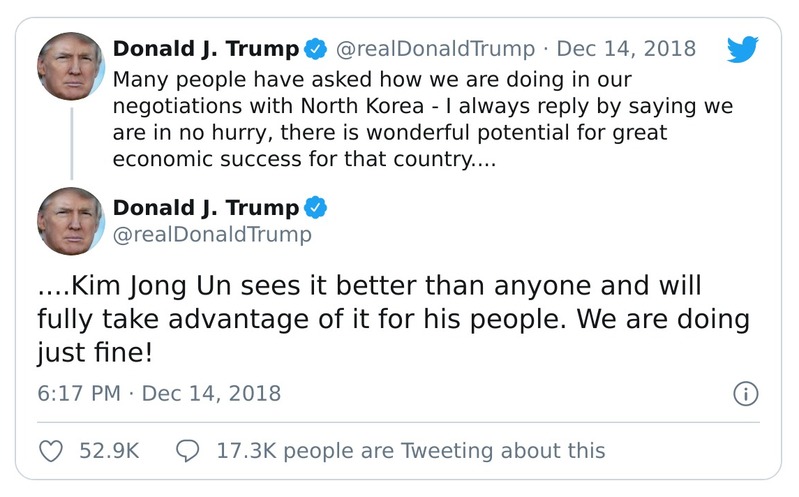 Donald J. Trump @realDonaldTrump · Dec 14, 2018
Many people have asked how we are doing in our
negotiations with North Korea - I always reply by saying we
are in no hurry, there is wonderful potential for great
economic success for that country....
Donald J. Trump
@realDonaldTrump
....Kim Jong Un sees it better than anyone and will
fully take advantage of it for his people. We are doing
just fine!
6:17 PM · Dec 14, 2018
52.9K 17.3K people are Tweeting about this